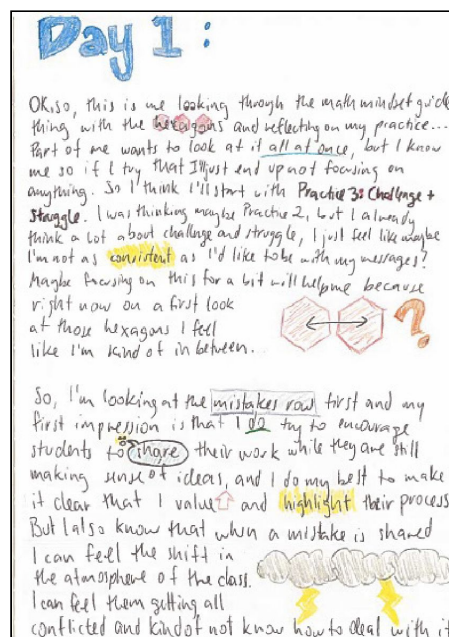 Day 1:
OK, so, this is me looking through the math mindset guide
thing with the hexagons and reflecting on my practice...
Part of me wants to look at it all at once, but I know
me so if I try that I'll just end up not focusing on
anything. So I think I'll start with Practice 3: Challenge +
Struggle. I was thinking maybe Practice 2, but I already
think a lot about challenge and struggle, I just feel like maybe
I'm not as consistent as I'd like to be with my messages?
Maybe focusing on this for a bit will help me because
right now on a first look
at those hexagons I feel
like I'm kind of in between.
?
So, I'm looking at the mistakes row first and my
first impression is that I do try to encourage
students to share their work while they are still
making sense of ideas, and I do my best to make
it clear that I value and highlight their process
But I also know that when a mistake is shared
I can feel the shift in
the atmosphere of the class.
I can feel them getting all
conflicted and kind of not know how to deal with it